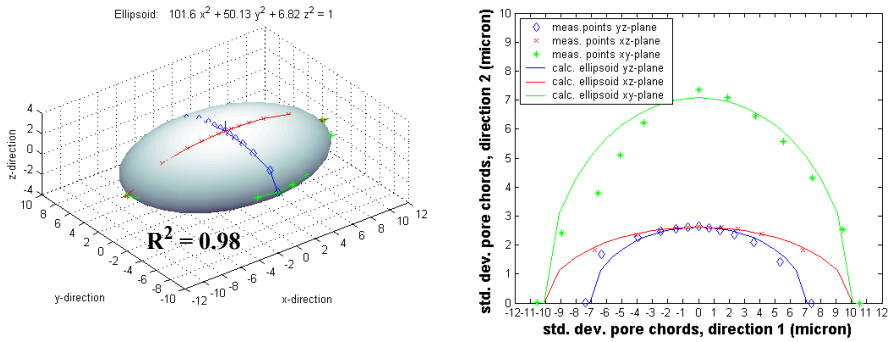 Ellipsoid: 101.6 x² + 50.13 y² + 6.82 z² = 1
z-direction
4
2
0
-2
-4
10
8
6
4
2
0
-2
-4
-6
-8
-10
y-direction
-12 -10 -8 -6 -4 -2 0 2 4 6 8 10 12
x-direction
R² = 0.98
std. dev. pore chords, direction 2 (micron)
10
9
8
7
6
5
4
3
2
1
0
meas.points yz-plane
meas. points xz-plane
meas. points xy-plane
calc. ellipsoid yz-plane
calc. ellipsoid xz-plane
calc. ellipsoid xy-plane
-12 -11 -10 -9 -8 -7 -6 -5 -4 -3 -2 -1 0 1 2 3 4 5 6 7 8 9 10 11 12
std. dev. pore chords, direction 1 (micron)